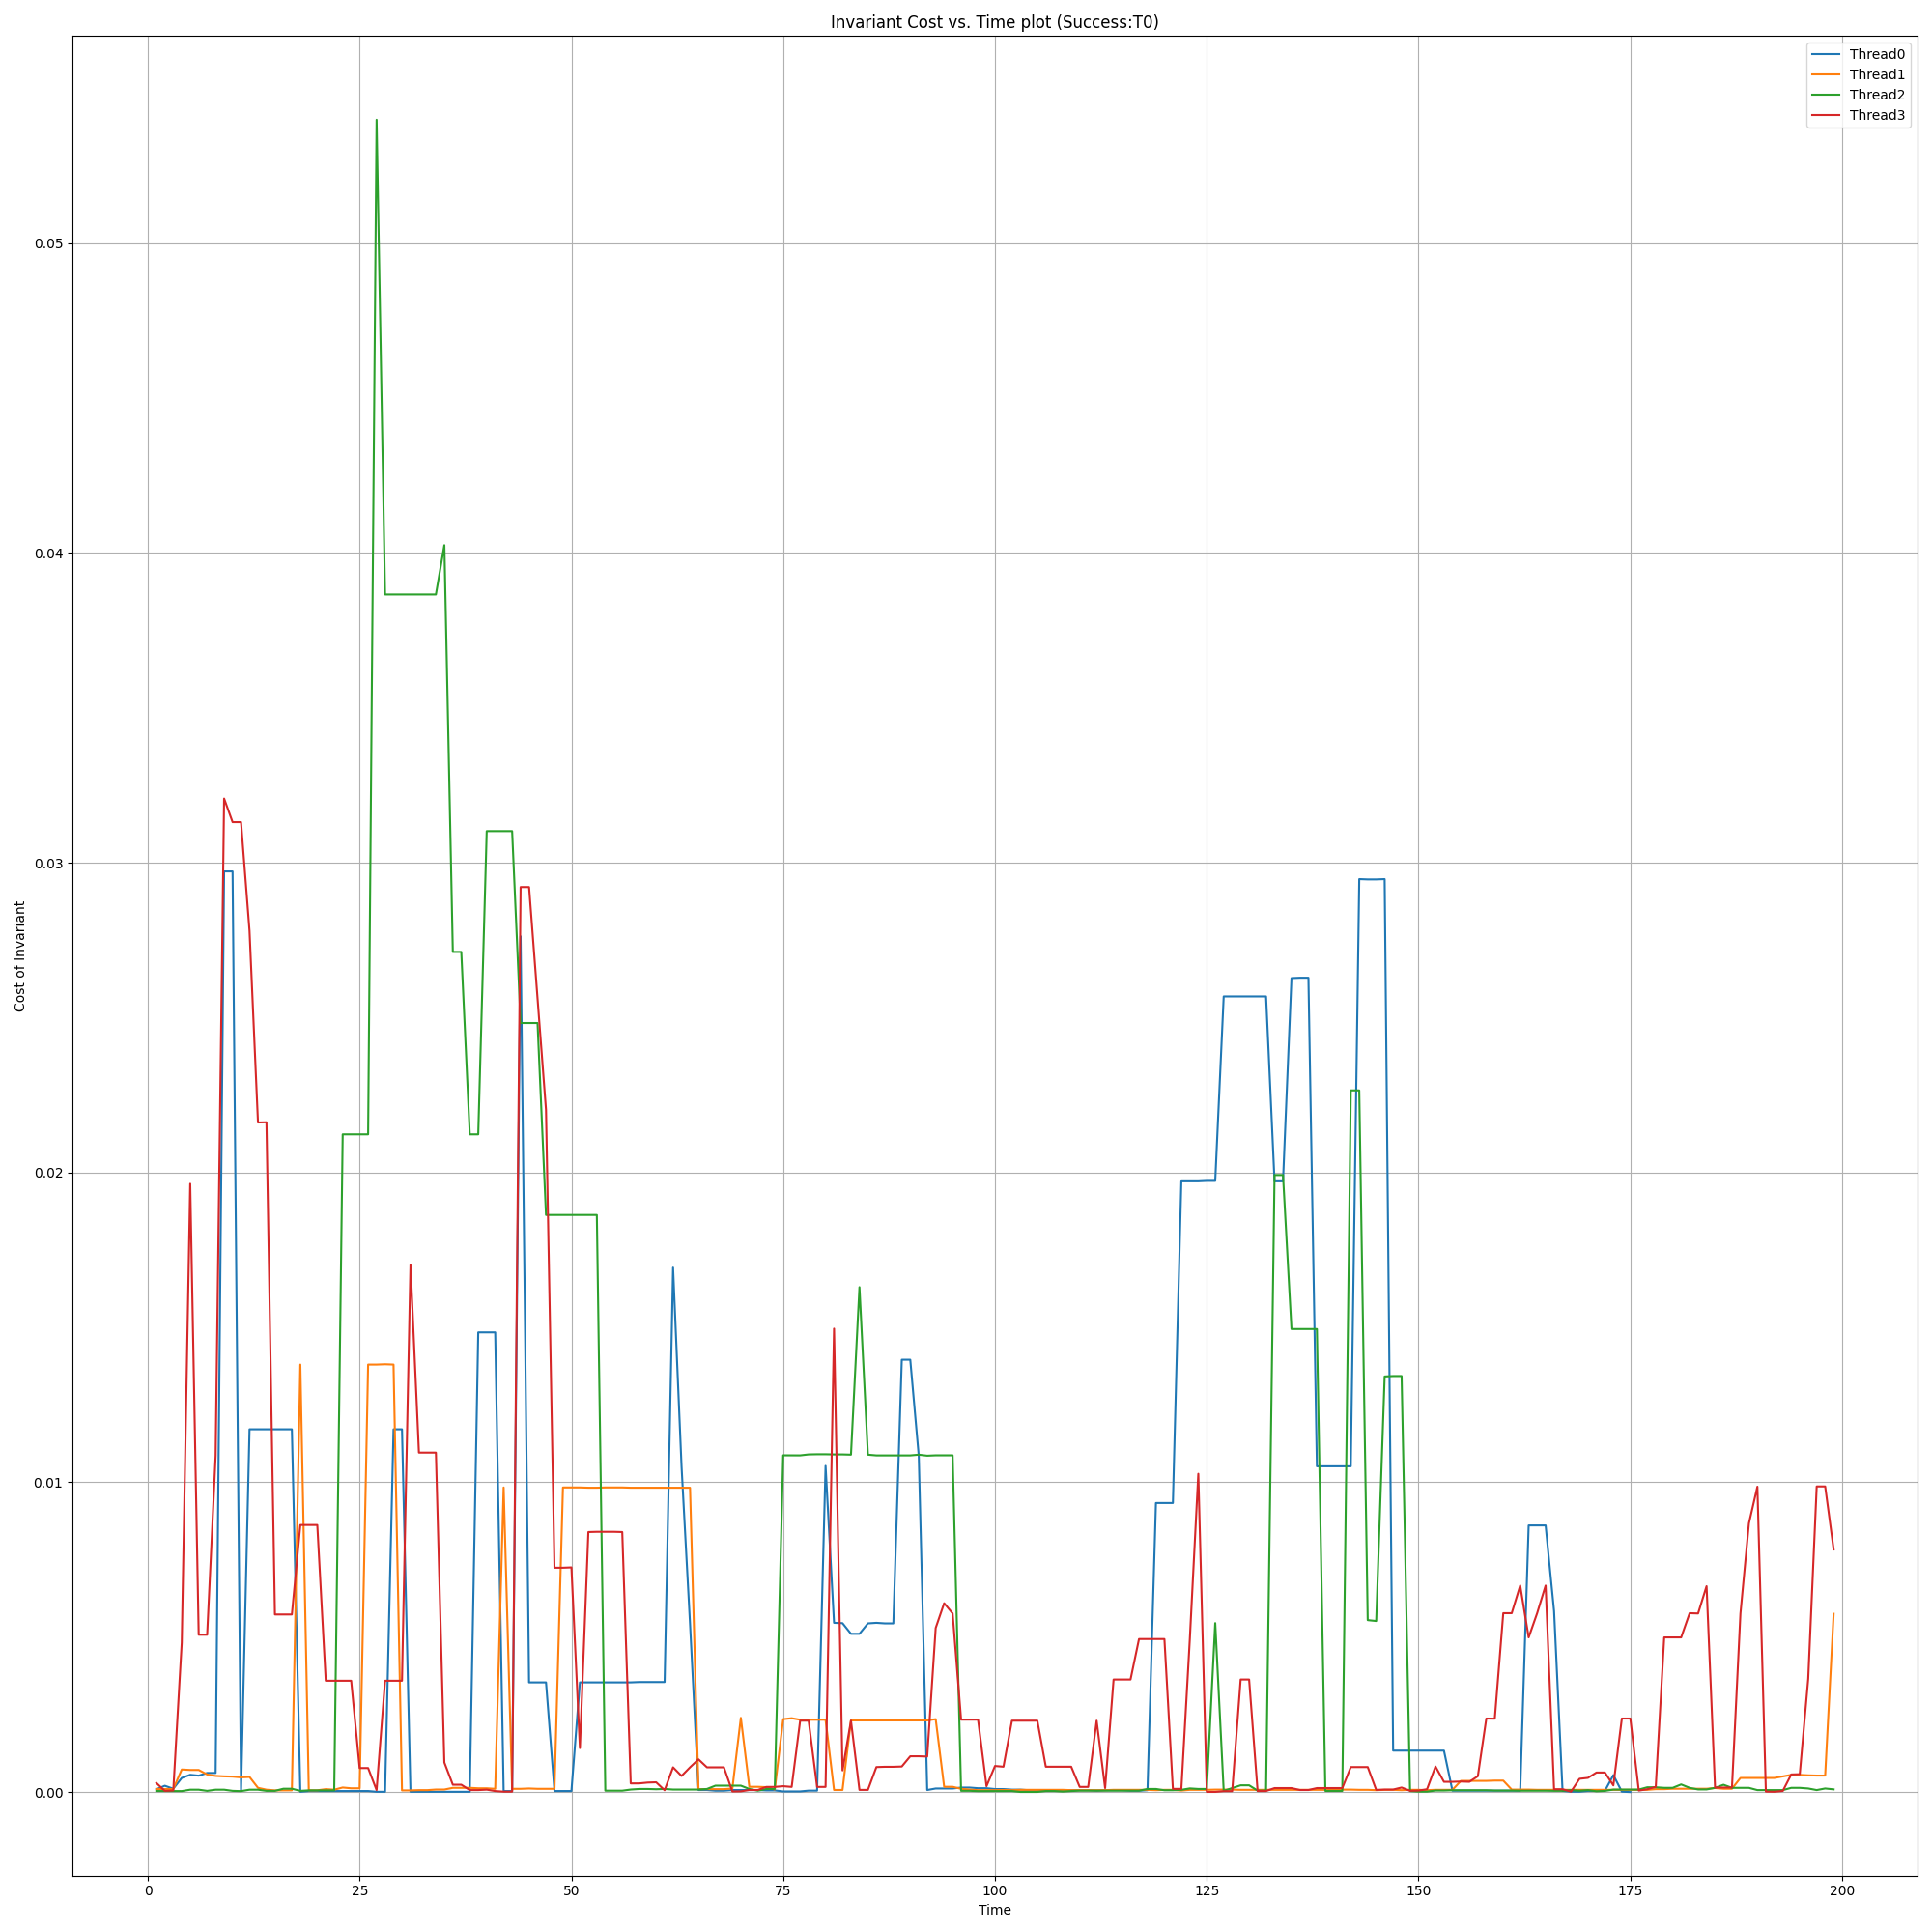 Invariant Cost vs. Time plot (Success:T0)
Thread0
Thread1
Thread2
Thread3
Cost of Invariant
0.05
0.04
0.03
0.02
0.01
0.00
0 25 50 75 100 125 150 175 200
Time